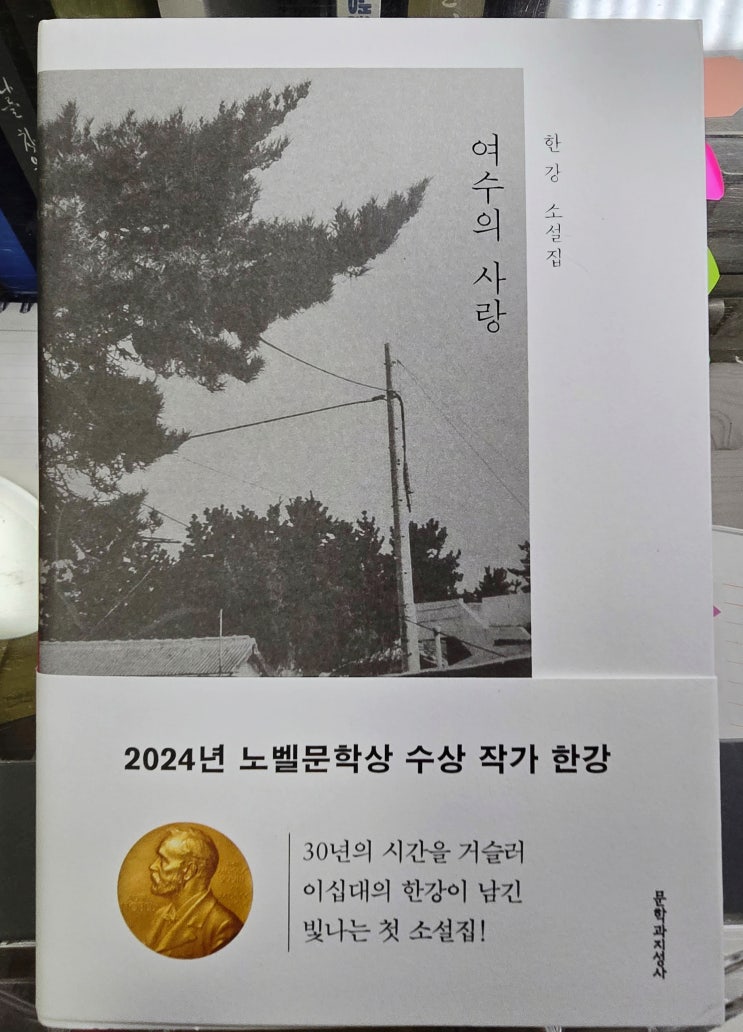 여수의 사랑
한강 소설집
2024년 노벨문학상 수상 작가 한강
30년의 시간을 거슬러
이십대의 한강이 남긴
빛나는 첫 소설집!
문학과지성사